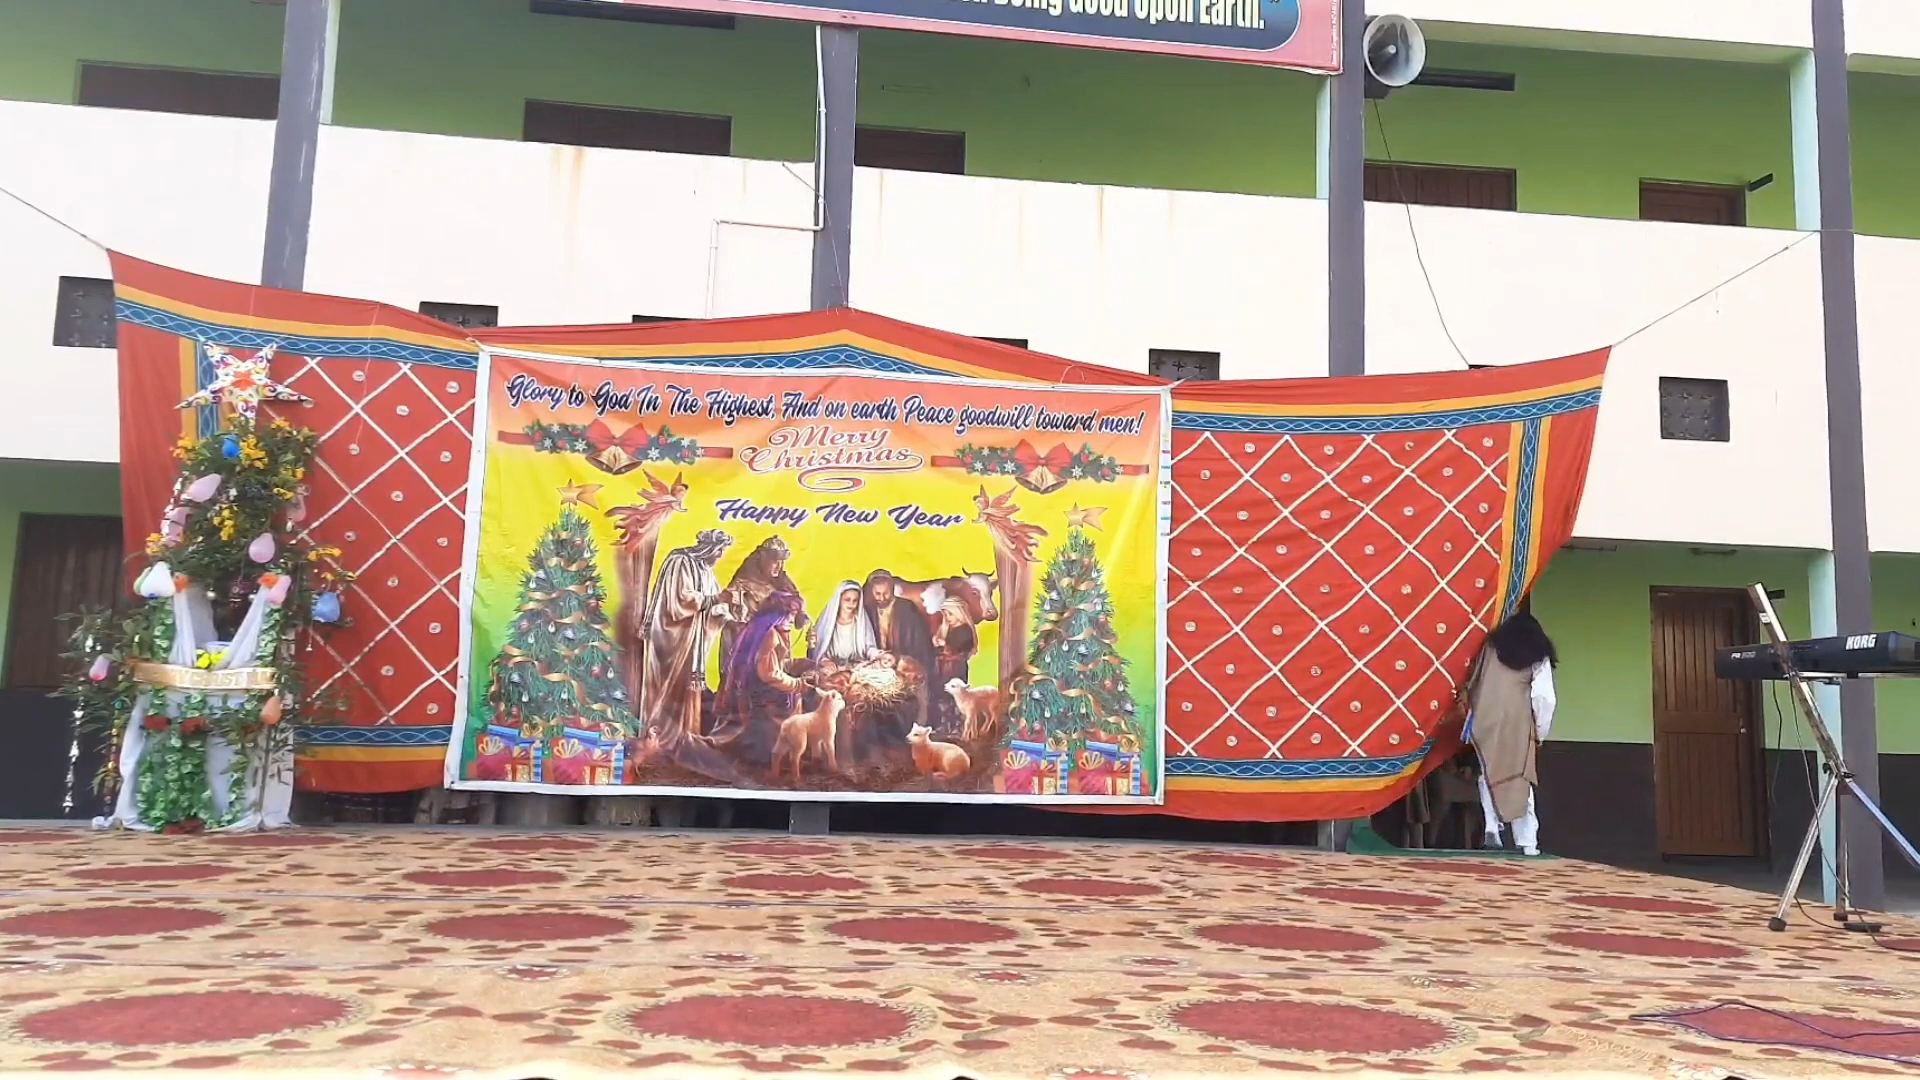 Being Good Upon Earth."
Glory to God In The Highest, And on earth Peace goodwill toward men!
Merry
Christmas
Happy New Year
KORG